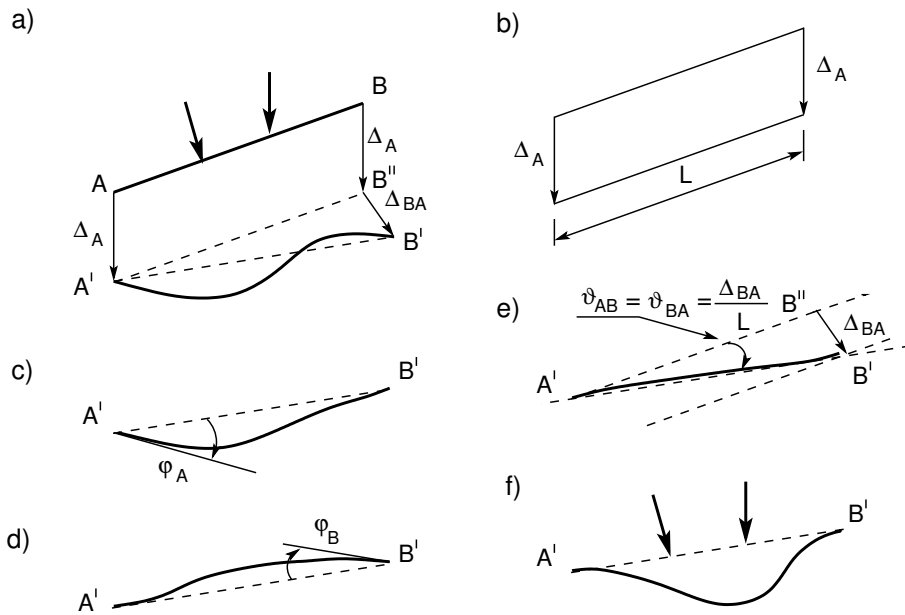 a)
B
Δ_A
A
B"
Δ_BA
Δ_A
B'
A'
b)
Δ_A
Δ_A
L
c)
B'
A'
φ_A
d)
φ_B
B'
A'
e)
ϑ_AB = ϑ_BA = Δ_BA / L
B"
Δ_BA
A'
B'
f)
B'
A'